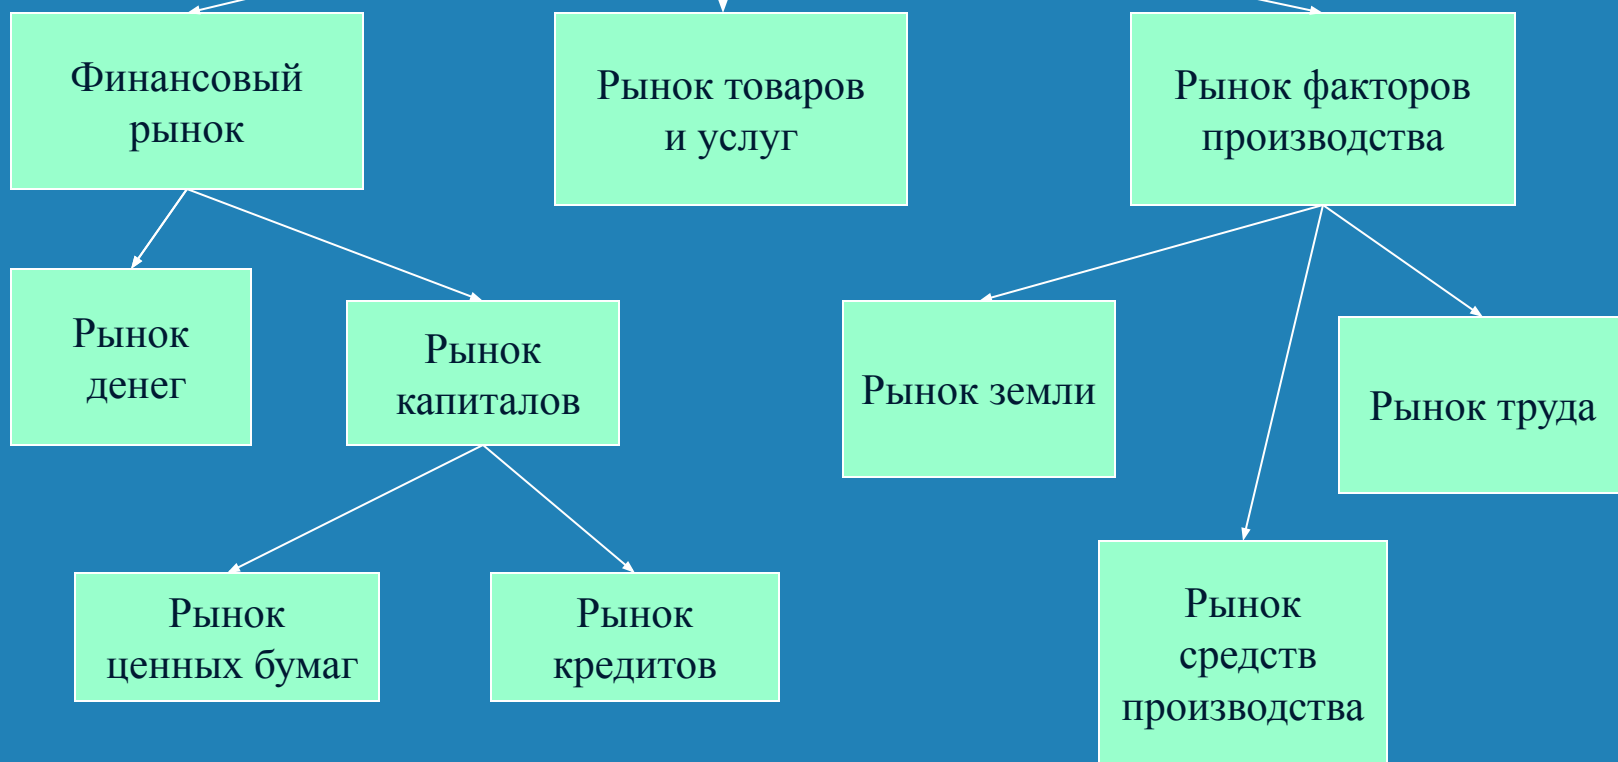 Финансовый
рынок
Рынок товаров
и услуг
Рынок факторов
производства
Рынок
денег
Рынок
капиталов
Рынок земли
Рынок труда
Рынок
ценных бумаг
Рынок
кредитов
Рынок
средств
производства